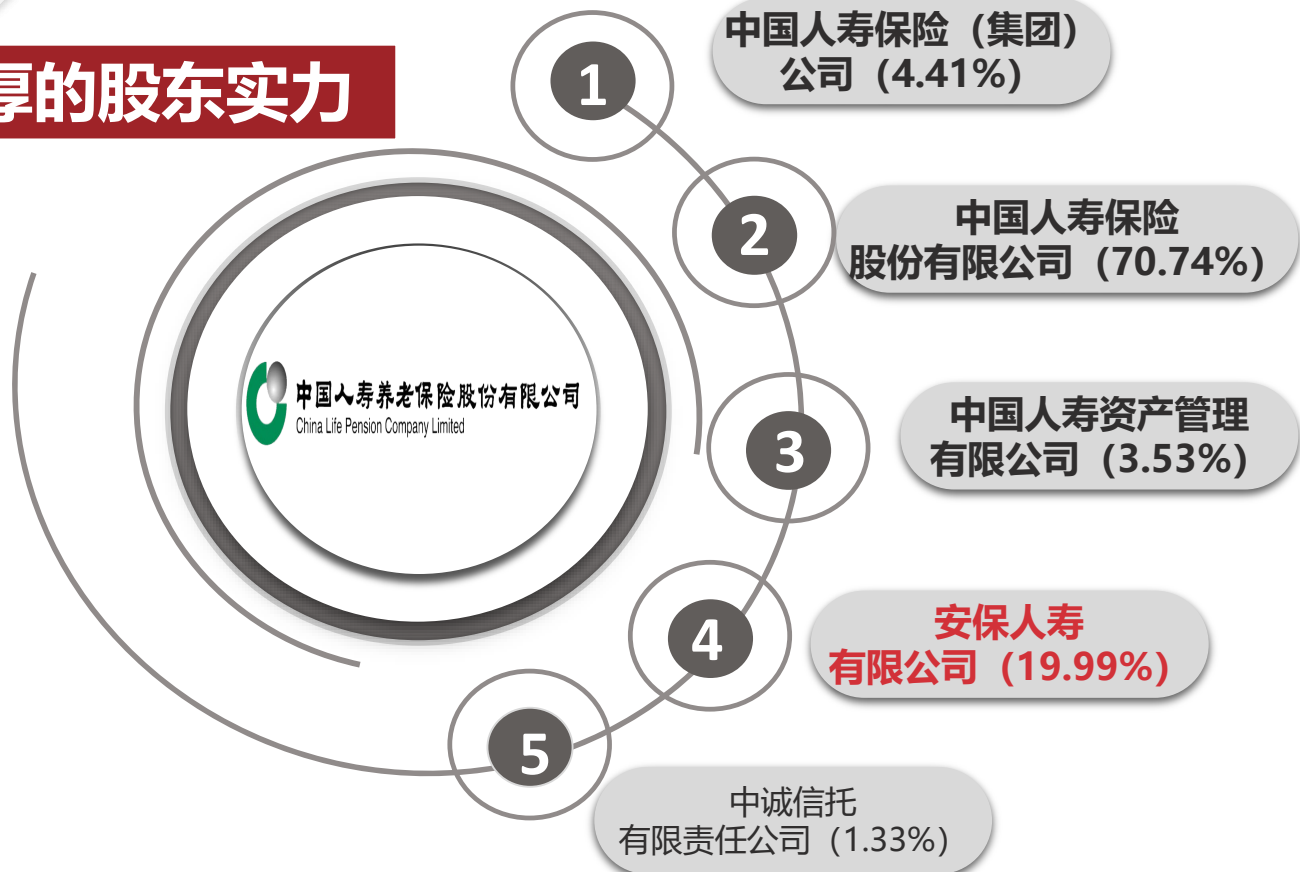 厚的股东实力
1
中国人寿保险（集团）
公司（4.41%）
2
中国人寿保险
股份有限公司（70.74%）
中国人寿养老保险股份有限公司
China Life Pension Company Limited
3
中国人寿资产管理
有限公司（3.53%）
4
安保人寿
有限公司（19.99%）
5
中诚信托
有限责任公司（1.33%）